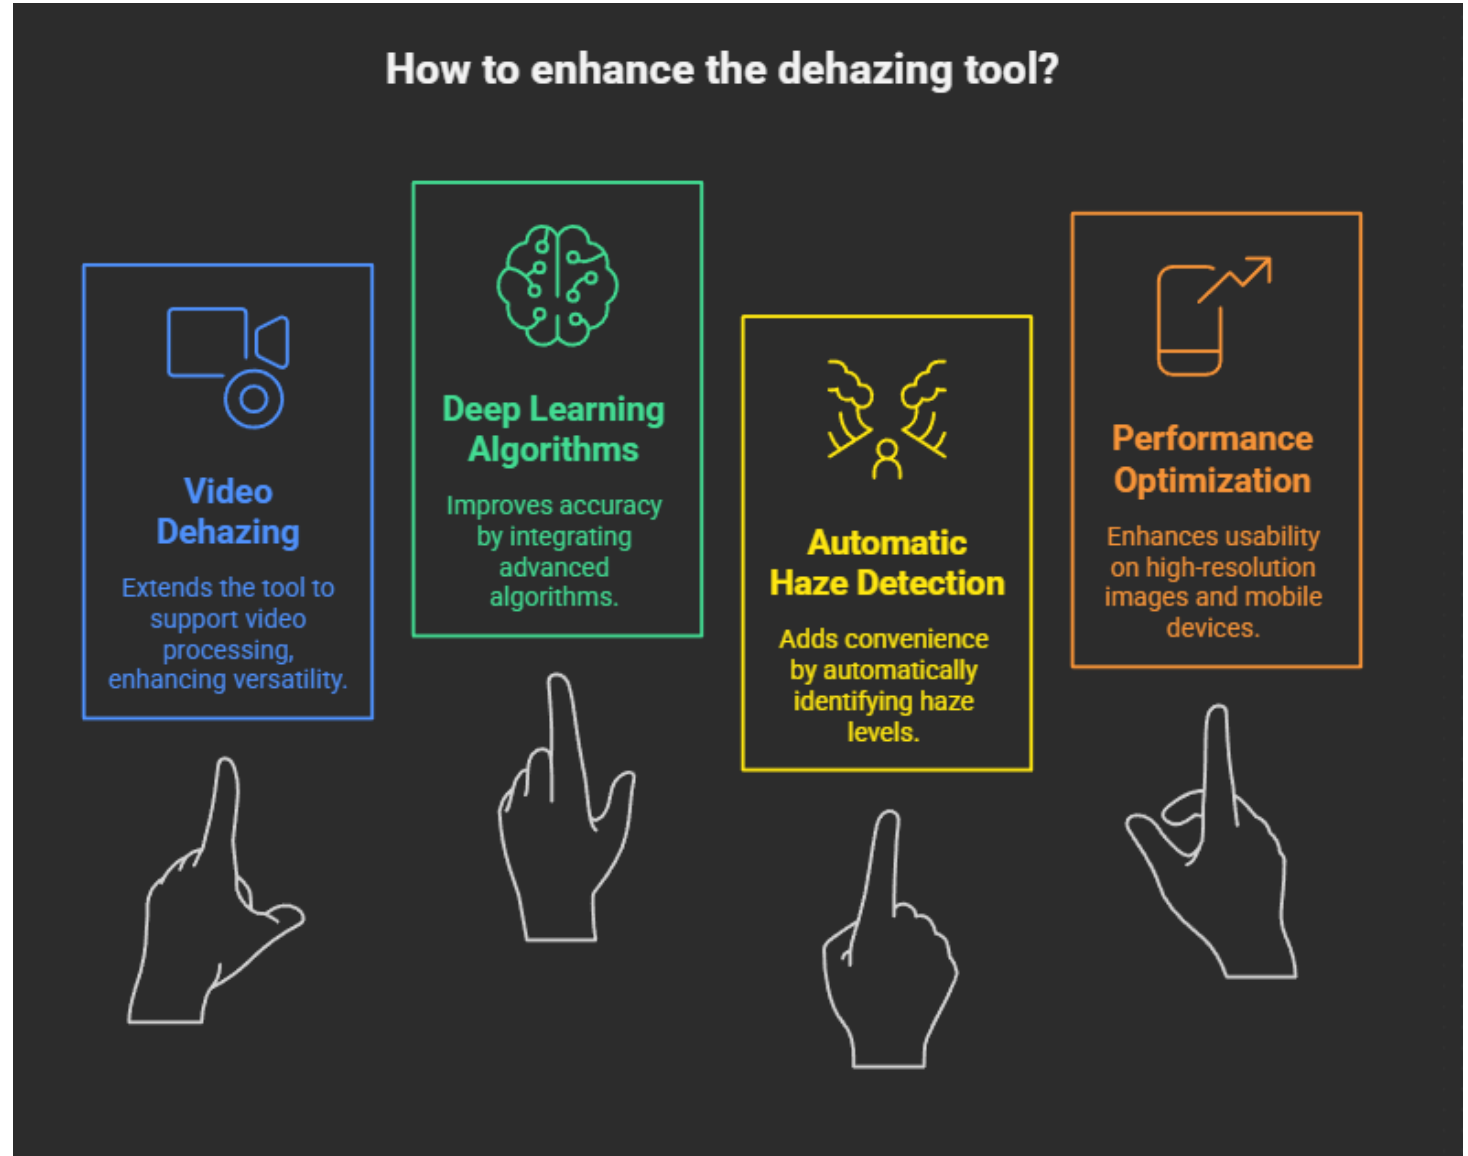 How to enhance the dehazing tool?
Video
Dehazing
Extends the tool to
support video
processing,
enhancing versatility.
Deep Learning
Algorithms
Improves accuracy
by integrating
advanced
algorithms.
Automatic
Haze Detection
Adds convenience
by automatically
identifying haze
levels.
Performance
Optimization
Enhances usability
on high-resolution
images and mobile
devices.